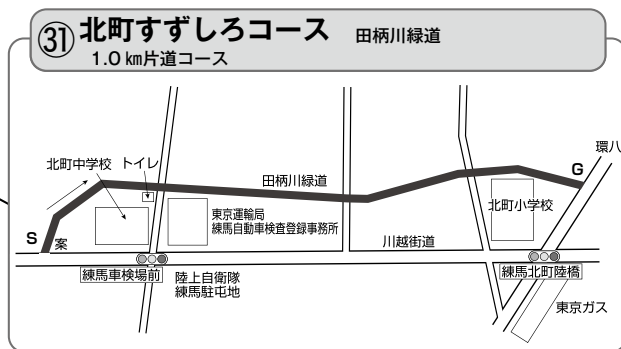 ㉛北町すずしろコース 田柄川緑道
1.0㎞片道コース
環八
北町中学校 トイレ
G
田柄川緑道
北町小学校
東京運輸局
練馬自動車検査登録事務所
S
案
川越街道
練馬車検場前
陸上自衛隊
練馬駐屯地
練馬北町陸橋
東京ガス